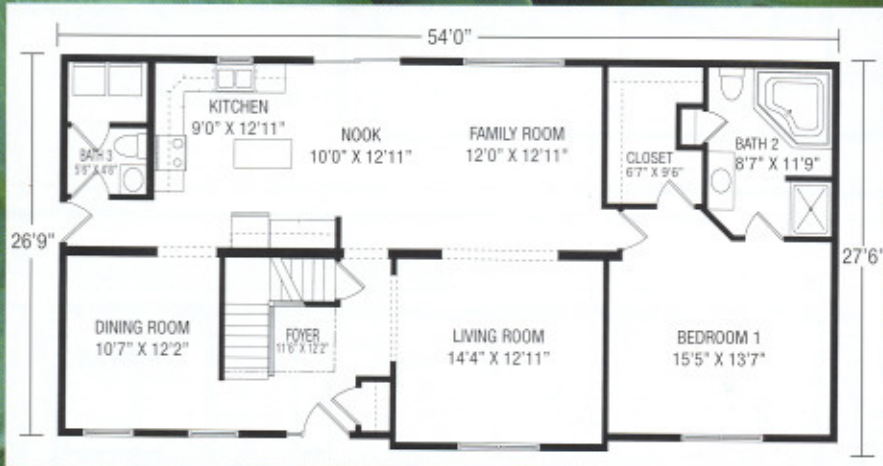 54'0"
KITCHEN
9'0" X 12'11"
NOOK
10'0" X 12'11"
FAMILY ROOM
12'0" X 12'11"
BATH 3
5'8" X 4'8"
CLOSET
6'7" X 9'6"
BATH 2
8'7" X 11'9"
26'9"
27'6"
DINING ROOM
10'7" X 12'2"
FOYER
11'6" X 12'2"
LIVING ROOM
14'4" X 12'11"
BEDROOM 1
15'5" X 13'7"